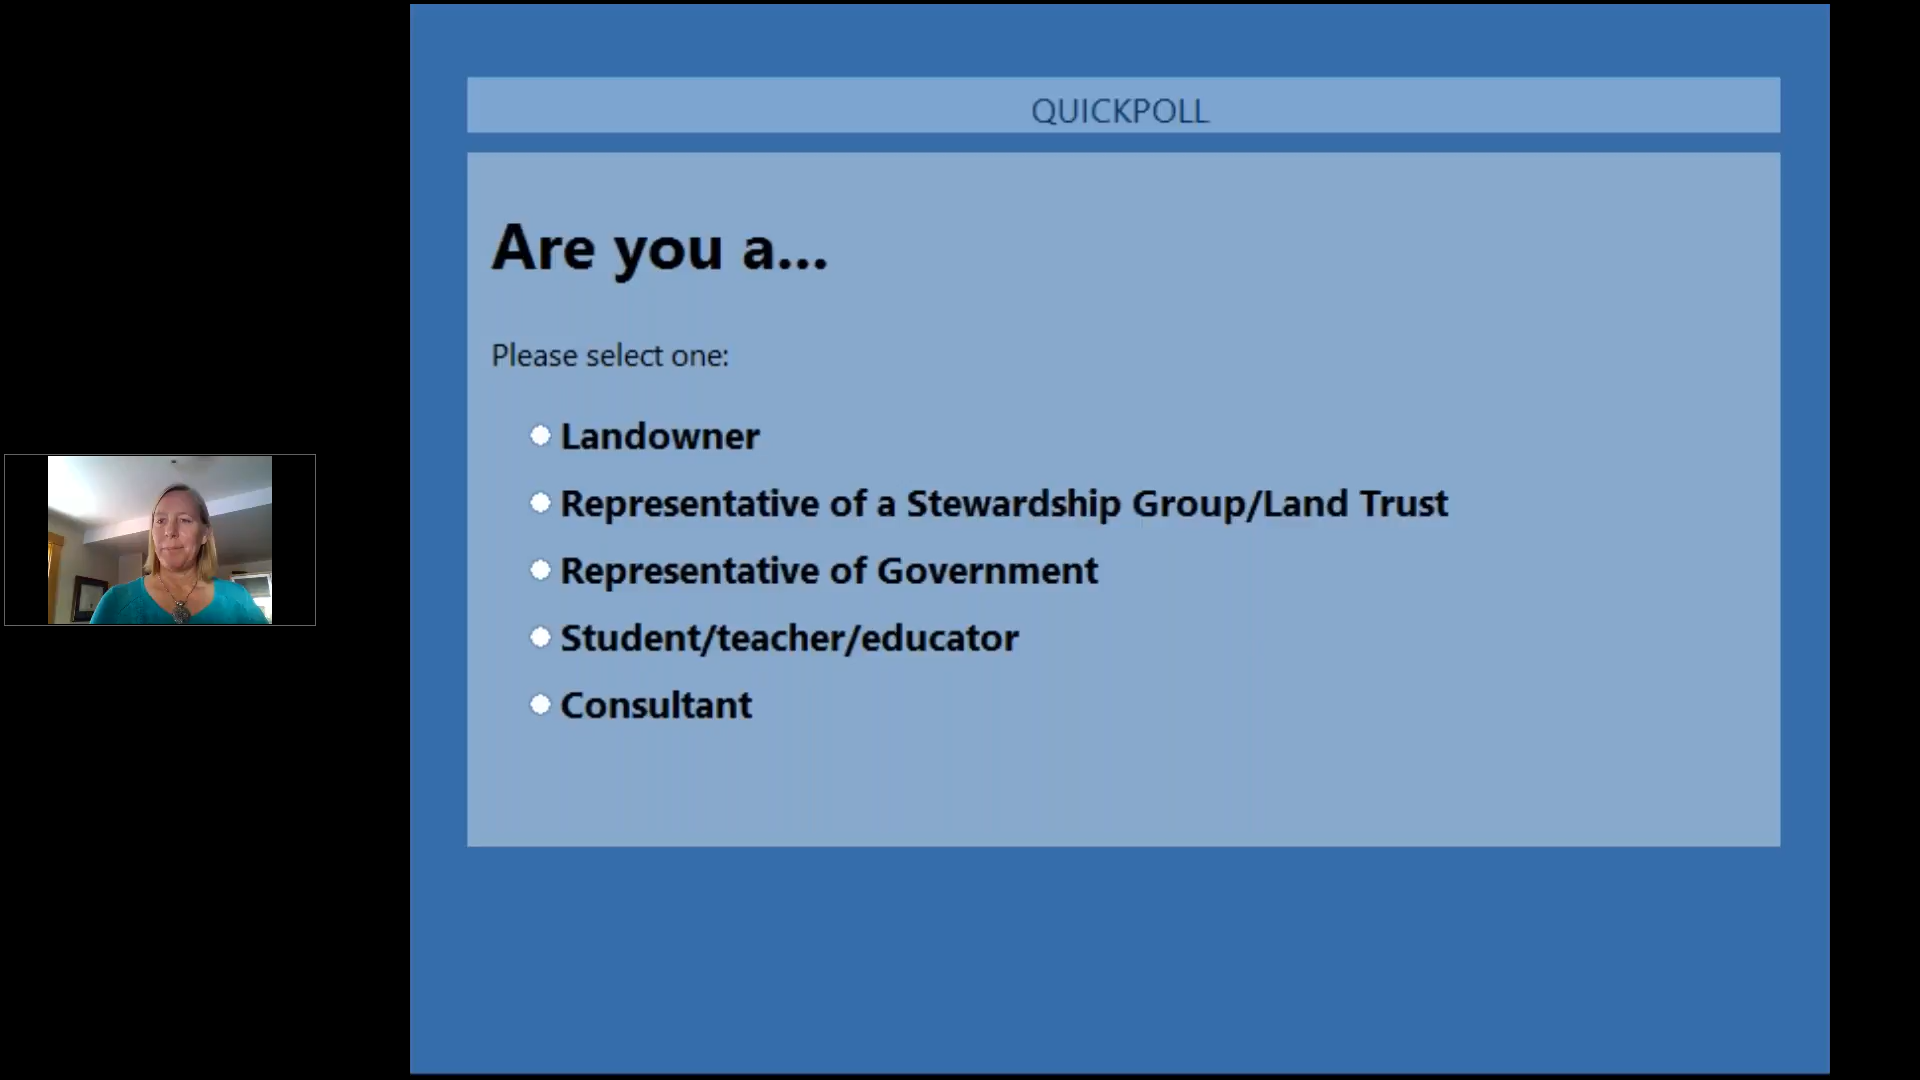 QUICKPOLL
Are you a...
Please select one:
Landowner
Representative of a Stewardship Group/Land Trust
Representative of Government
Student/teacher/educator
Consultant